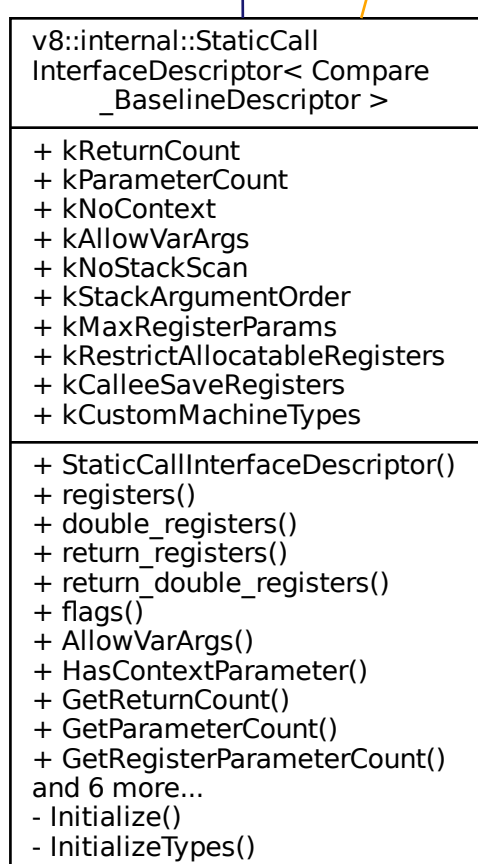 v8::internal::StaticCall
InterfaceDescriptor< Compare
_BaselineDescriptor >
+ kReturnCount
+ kParameterCount
+ kNoContext
+ kAllowVarArgs
+ kNoStackScan
+ kStackArgumentOrder
+ kMaxRegisterParams
+ kRestrictAllocatableRegisters
+ kCalleeSaveRegisters
+ kCustomMachineTypes
+ StaticCallInterfaceDescriptor()
+ registers()
+ double_registers()
+ return_registers()
+ return_double_registers()
+ flags()
+ AllowVarArgs()
+ HasContextParameter()
+ GetReturnCount()
+ GetParameterCount()
+ GetRegisterParameterCount()
and 6 more...
- Initialize()
- InitializeTypes()